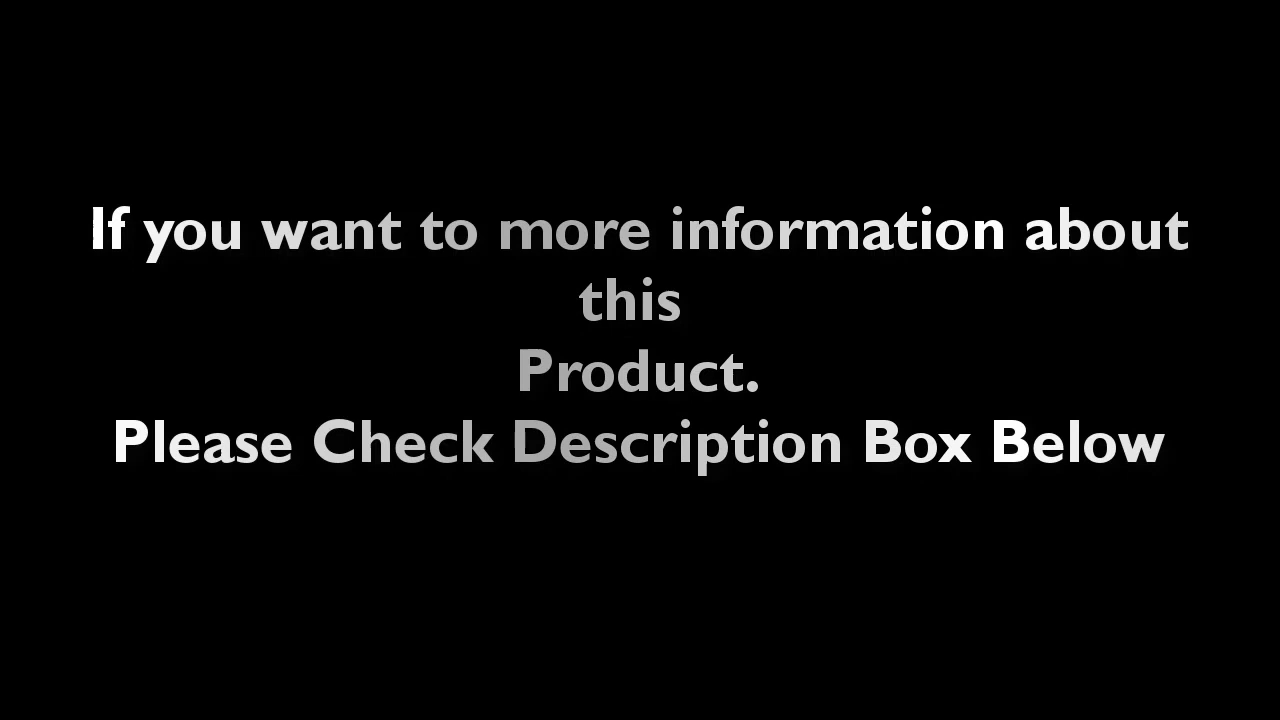 If you want to more information about
this
Product.
Please Check Description Box Below